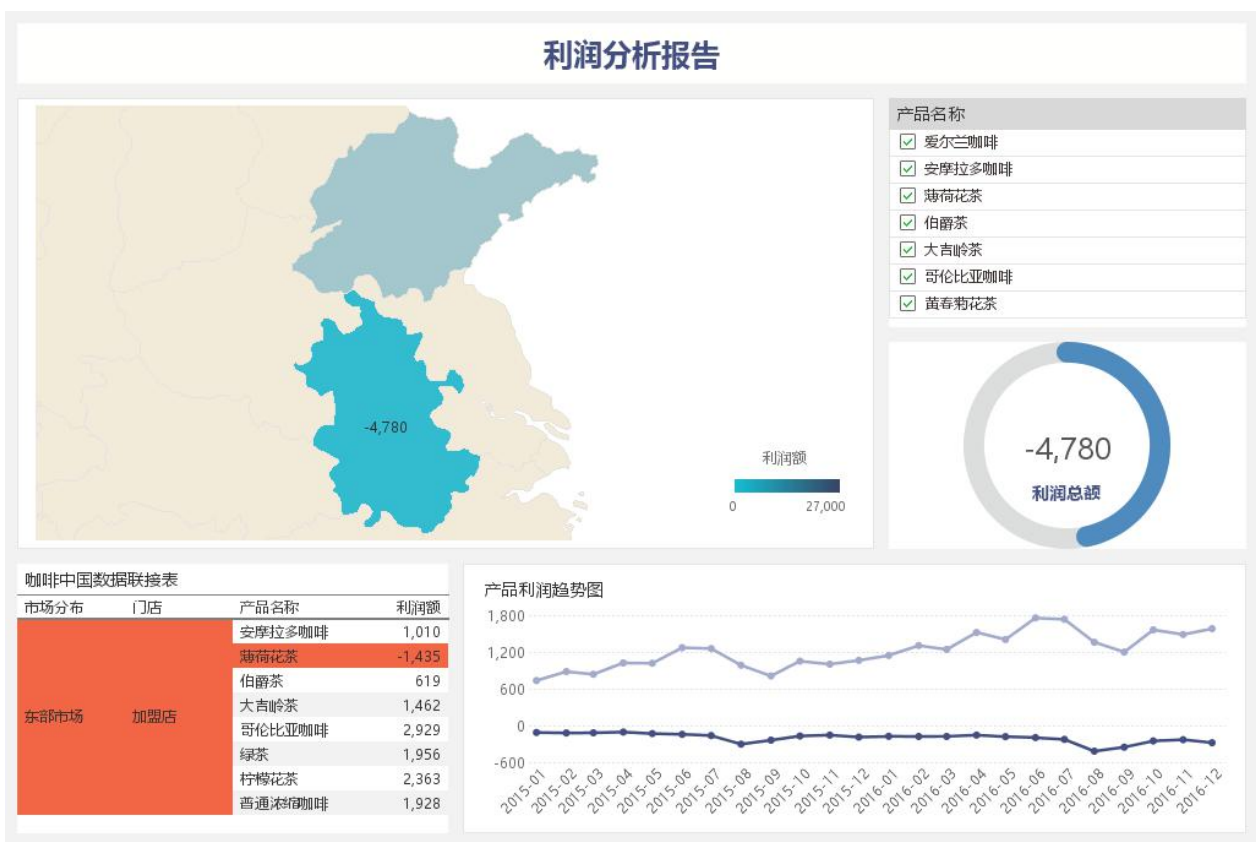 利润分析报告
-4,780
利润额
0 27,000
产品名称
爱尔兰咖啡
安摩拉多咖啡
薄荷花茶
伯爵茶
大吉岭茶
哥伦比亚咖啡
黄春菊花茶
-4,780
利润总额
咖啡中国数据联接表
市场分布 门店 产品名称 利润额
安摩拉多咖啡 1,010
薄荷花茶 -1,435
伯爵茶 619
大吉岭茶 1,462
东部市场 加盟店
哥伦比亚咖啡 2,929
绿茶 1,956
柠檬花茶 2,363
普通浓缩咖啡 1,928
产品利润趋势图
1,800
1,200
600
0
-600
2015-01 2015-02 2015-03 2015-04 2015-05 2015-06 2015-07 2015-08 2015-09 2015-10 2015-11 2015-12 2016-01 2016-02 2016-03 2016-04 2016-05 2016-06 2016-07 2016-08 2016-09 2016-10 2016-11 2016-12